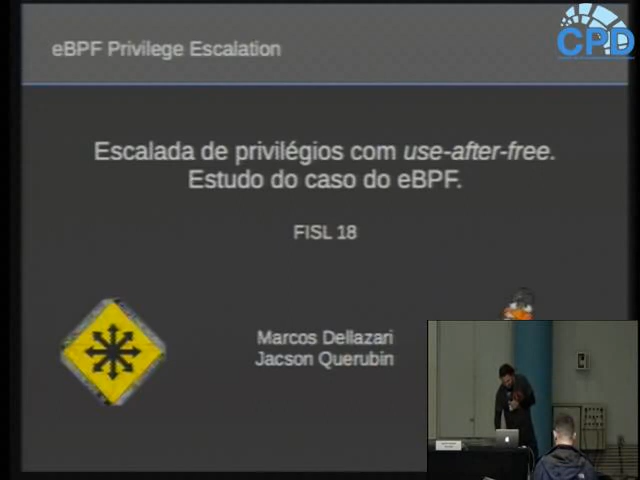 eBPF Privilege Escalation
CPD
Escalada de privilégios com use-after-free.
Estudo do caso do eBPF.
FISL 18
Marcos Dellazari
Jacson Querubin